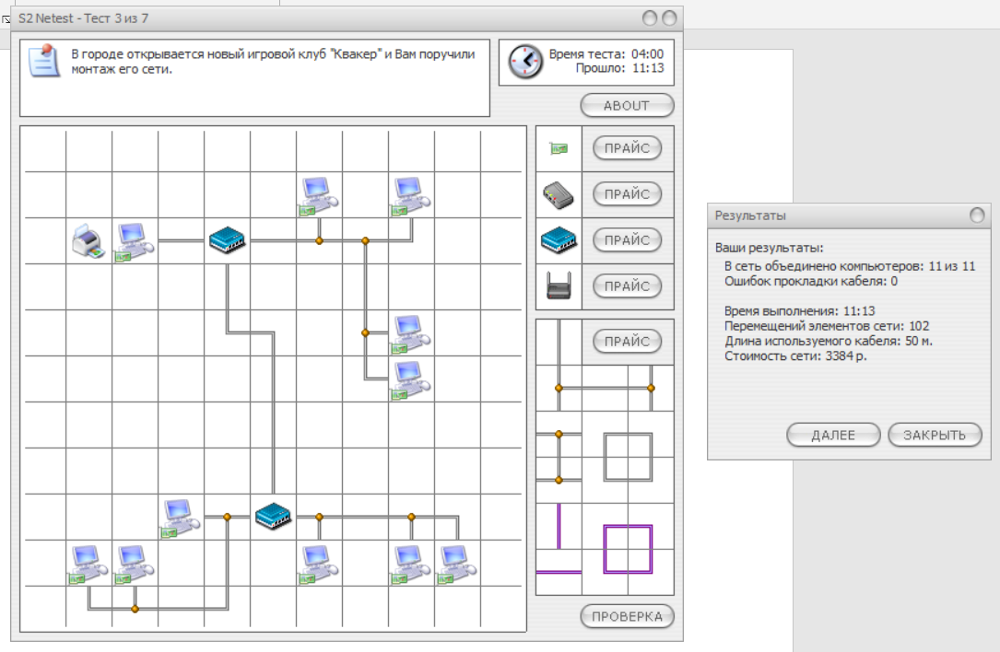 S2 Netest - Тест 3 из 7
В городе открывается новый игровой клуб "Квакер" и Вам поручили
монтаж его сети.
Время теста: 04:00
Прошло: 11:13
ABOUT
ПРАЙС
ПРАЙС
ПРАЙС
ПРАЙС
ПРАЙС
ПРОВЕРКА
Результаты
Ваши результаты:
В сеть объединено компьютеров: 11 из 11
Ошибок прокладки кабеля: 0
Время выполнения: 11:13
Перемещений элементов сети: 102
Длина используемого кабеля: 50 м.
Стоимость сети: 3384 р.
ДАЛЕЕ
ЗАКРЫТЬ